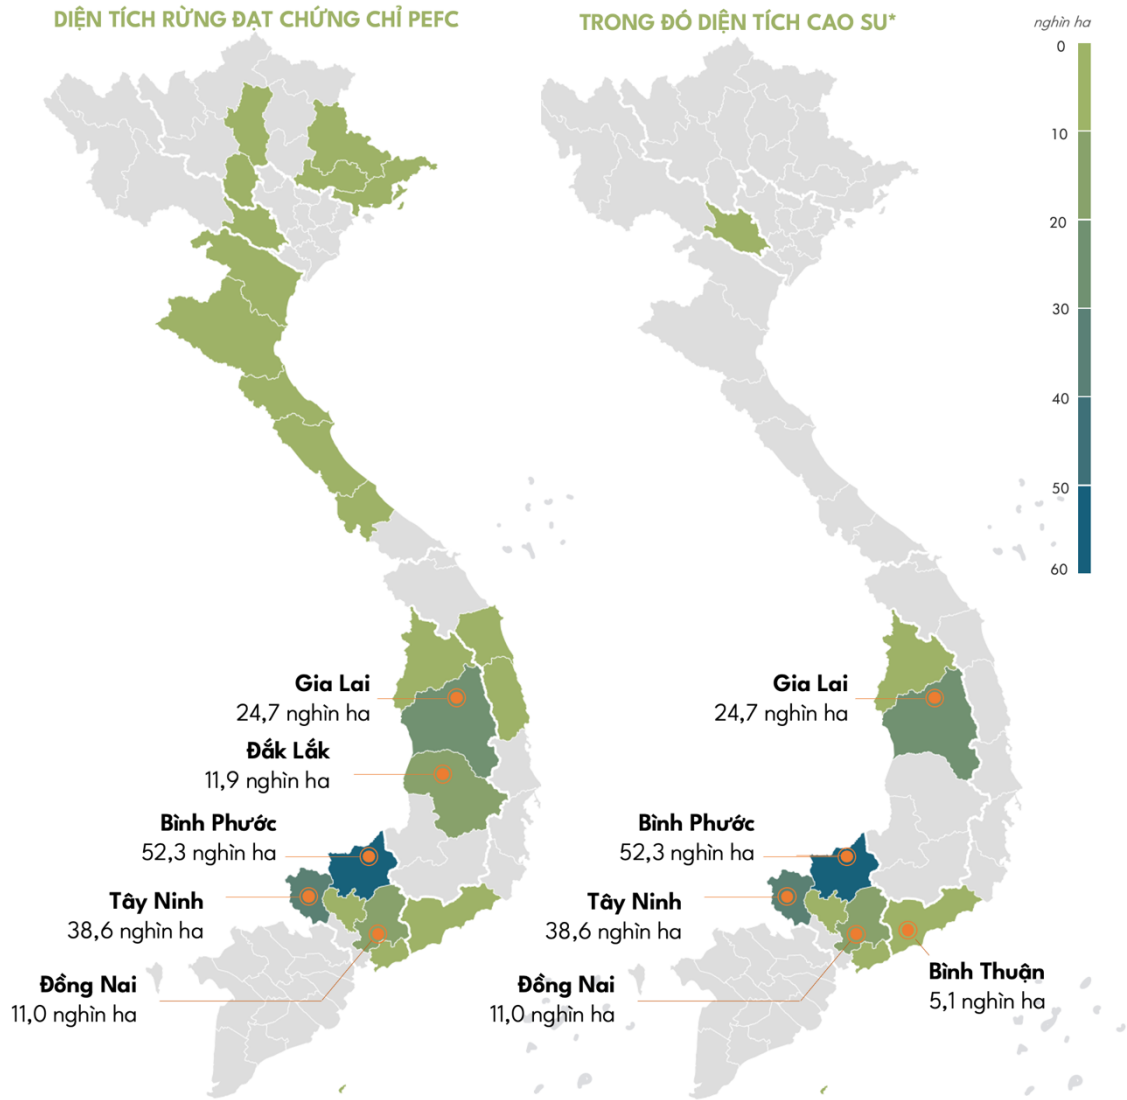 DIỆN TÍCH RỪNG ĐẠT CHỨNG CHỈ PEFC
TRONG ĐÓ DIỆN TÍCH CAO SU*
nghìn ha
0
10
20
30
40
50
60
Gia Lai
24,7 nghìn ha
Đắk Lắk
11,9 nghìn ha
Bình Phước
52,3 nghìn ha
Tây Ninh
38,6 nghìn ha
Đồng Nai
11,0 nghìn ha
Gia Lai
24,7 nghìn ha
Bình Phước
52,3 nghìn ha
Tây Ninh
38,6 nghìn ha
Đồng Nai
11,0 nghìn ha
Bình Thuận
5,1 nghìn ha